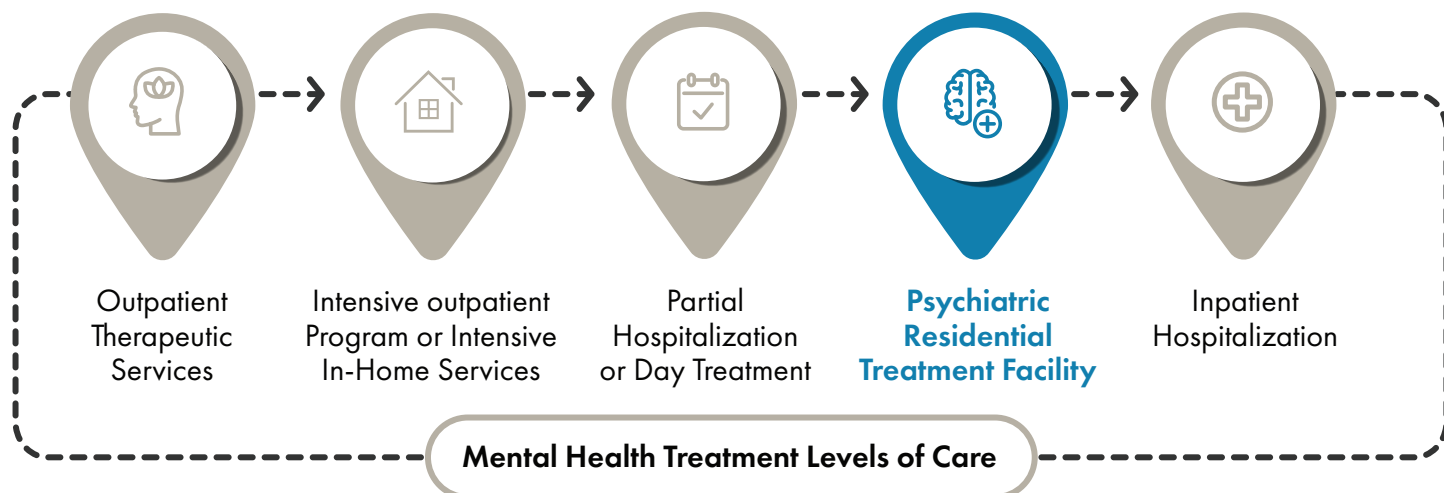 Outpatient
Therapeutic
Services
Intensive outpatient
Program or Intensive
In-Home Services
Partial
Hospitalization
or Day Treatment
Psychiatric
Residential
Treatment Facility
Inpatient
Hospitalization
Mental Health Treatment Levels of Care